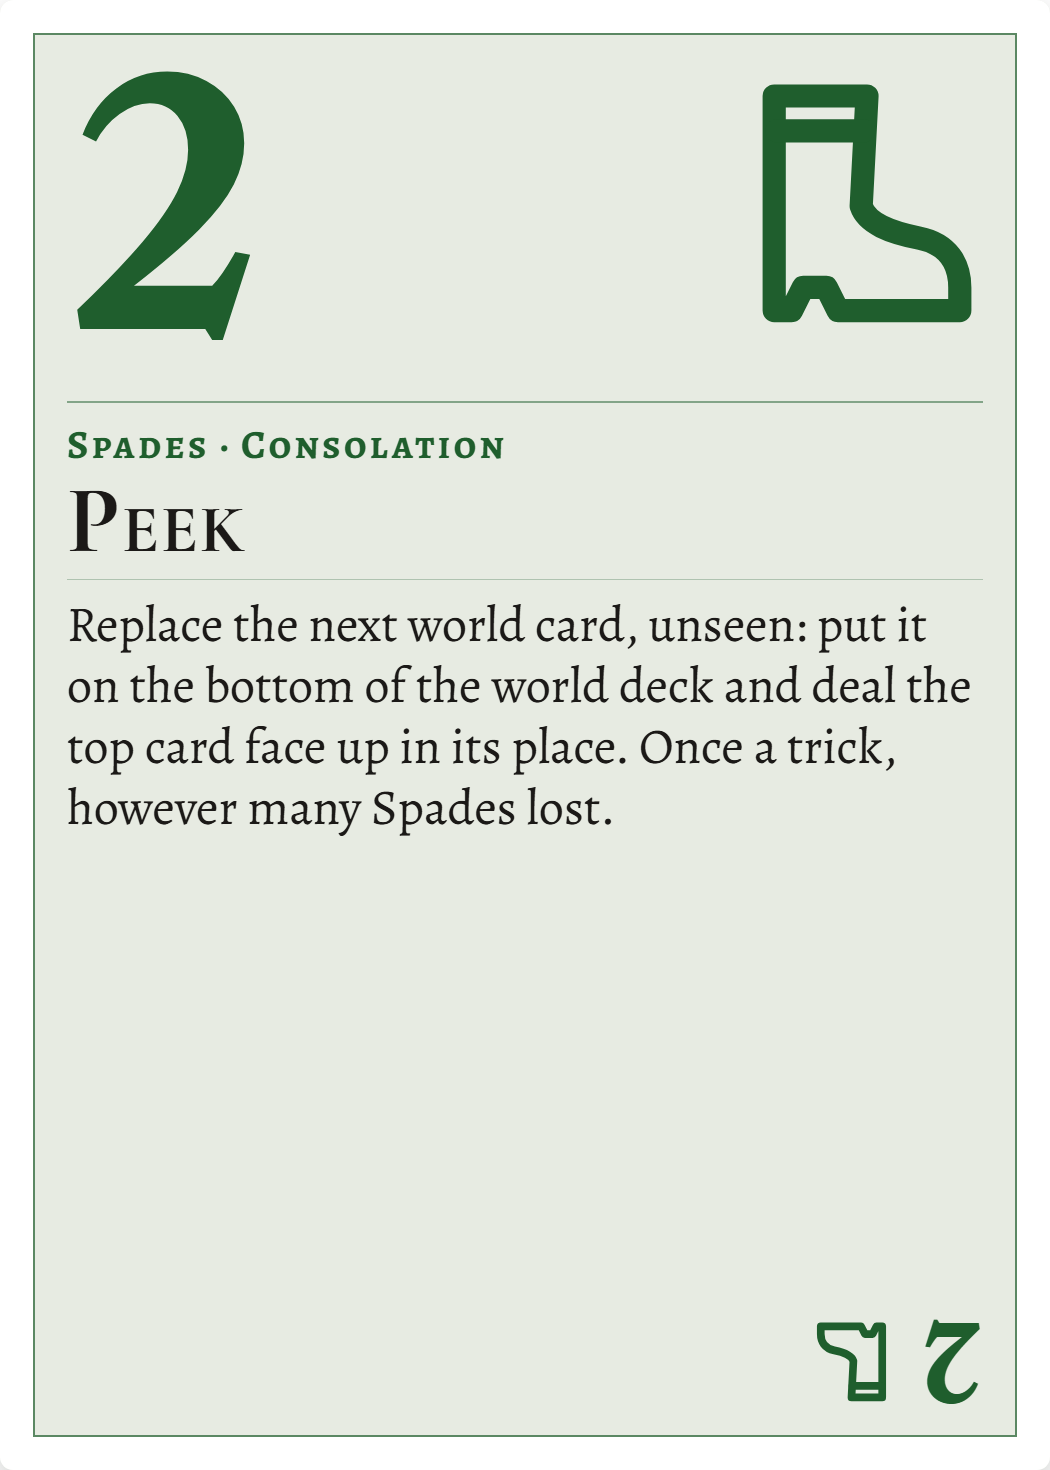 2
Spades · Consolation
Peek
Replace the next world card, unseen: put it
on the bottom of the world deck and deal the
top card face up in its place. Once a trick,
however many Spades lost.
2